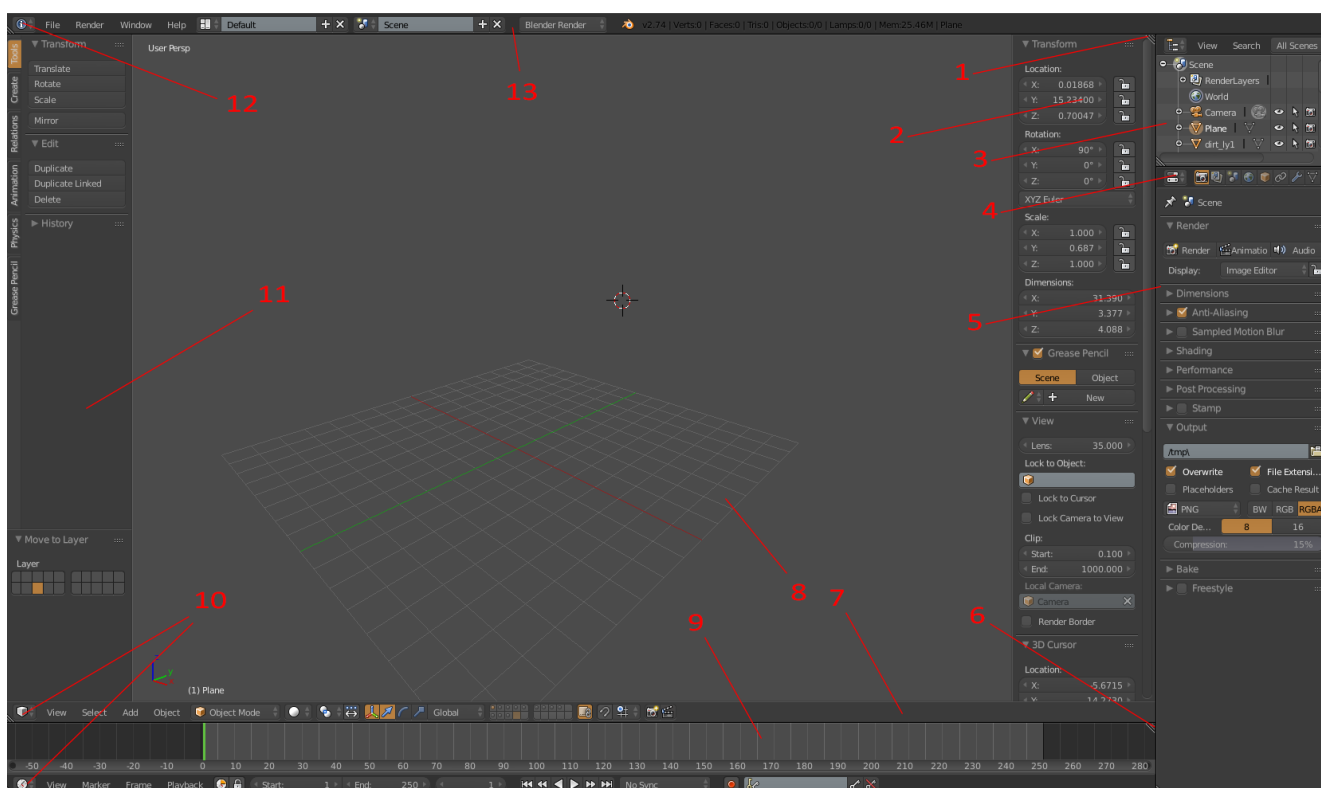 File Render Window Help Default Scene Blender Render v2.74 | Verts:0 | Faces:0 | Tris:0 | Objects:0/0 | Lamps:0/0 | Mem:25.46M | Plane
12
13
Tools
Create
Relations
Animation
Physics
Grease Pencil
Transform
Translate
Rotate
Scale
Mirror
Edit
Duplicate
Duplicate Linked
Delete
History
11
Move to Layer
Layer
10
User Persp
(1) Plane
8
9
7
6
1
2
3
4
5
Transform
Location:
X: 0.01868
Y: 15.23400
Z: 0.70047
Rotation:
X: 90°
Y: 0°
Z: 0°
XYZ Euler
Scale:
X: 1.000
Y: 0.687
Z: 1.000
Dimensions:
X: 31.390
Y: 3.377
Z: 4.088
Grease Pencil
Scene Object
New
View
Lens: 35.000
Lock to Object:
Lock to Cursor
Lock Camera to View
Clip:
Start: 0.100
End: 1000.000
Local Camera:
Camera
Render Border
3D Cursor
Location:
X: -5.6715
View Search All Scenes
Scene
RenderLayers
World
Camera
Plane
dirt_ly1
Scene
Render
Render Animatio Audio
Display: Image Editor
Dimensions
Anti-Aliasing
Sampled Motion Blur
Shading
Performance
Post Processing
Stamp
Output
/tmp\
Overwrite File Extensi...
Placeholders Cache Result
PNG BW RGB RGBA
Color De... 8 16
Compression: 15%
Bake
Freestyle
View Select Add Object Object Mode Global
-50 -40 -30 -20 -10 0 10 20 30 40 50 60 70 80 90 100 110 120 130 140 150 160 170 180 190 200 210 220 230 240 250 260 270 280
View Marker Frame Playback Start: 1 End: 250 1 No Sync